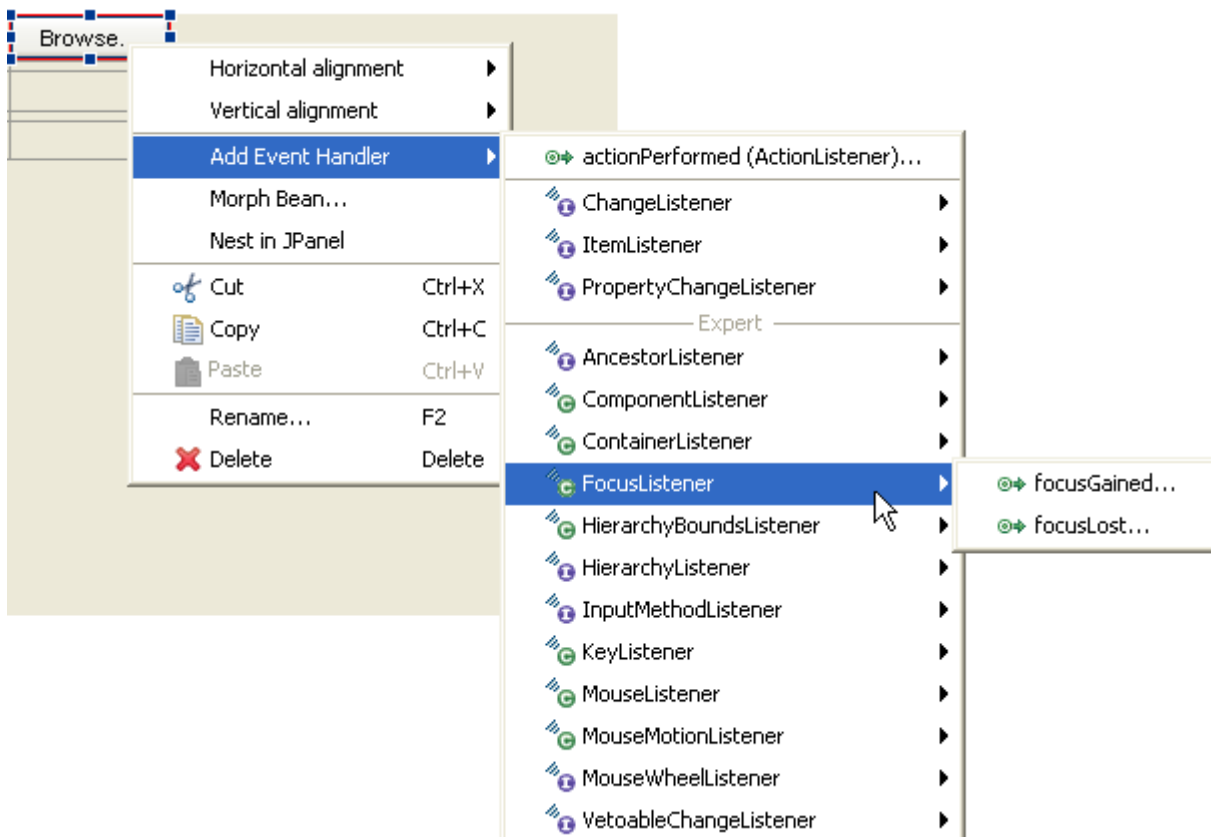 Browse.
Horizontal alignment
Vertical alignment
Add Event Handler
Morph Bean...
Nest in JPanel
Cut Ctrl+X
Copy Ctrl+C
Paste Ctrl+V
Rename... F2
Delete Delete
actionPerformed (ActionListener)...
ChangeListener
ItemListener
PropertyChangeListener
Expert
AncestorListener
ComponentListener
ContainerListener
FocusListener
HierarchyBoundsListener
HierarchyListener
InputMethodListener
KeyListener
MouseListener
MouseMotionListener
MouseWheelListener
VetoableChangeListener
focusGained...
focusLost...